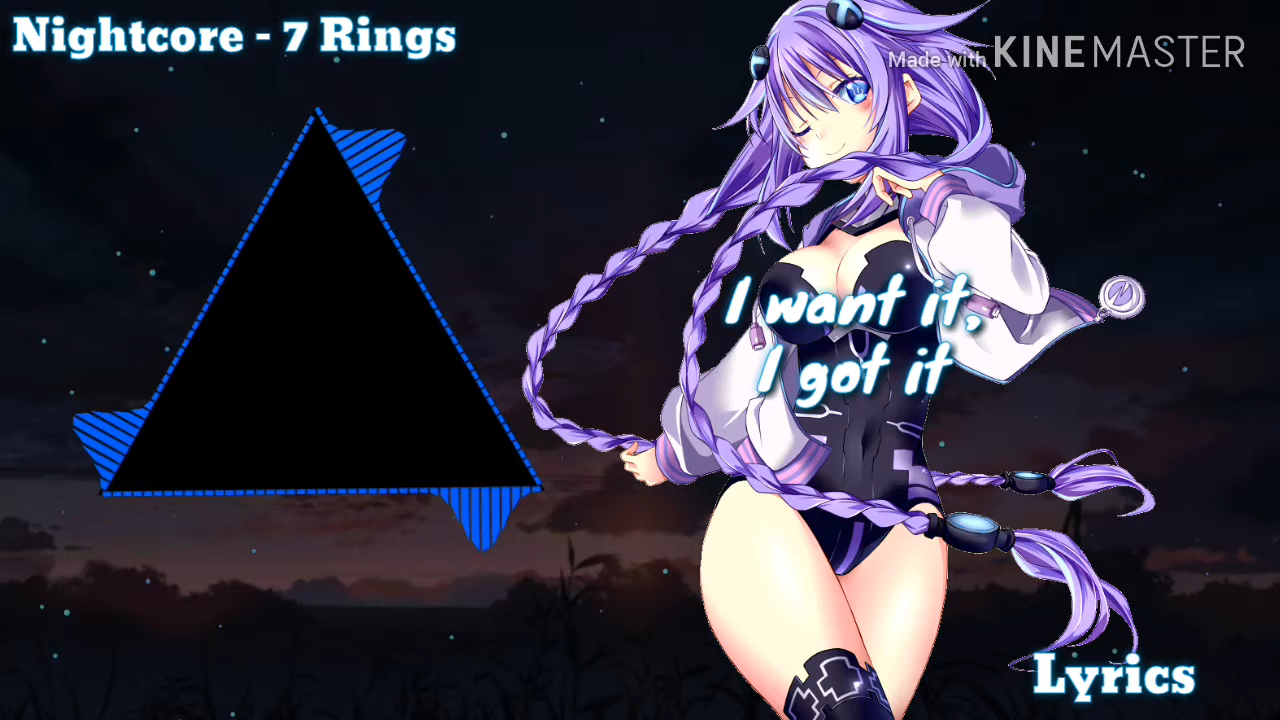 Nightcore - 7 Rings
Made with KINEMASTER
I want it,
I got it
Lyrics